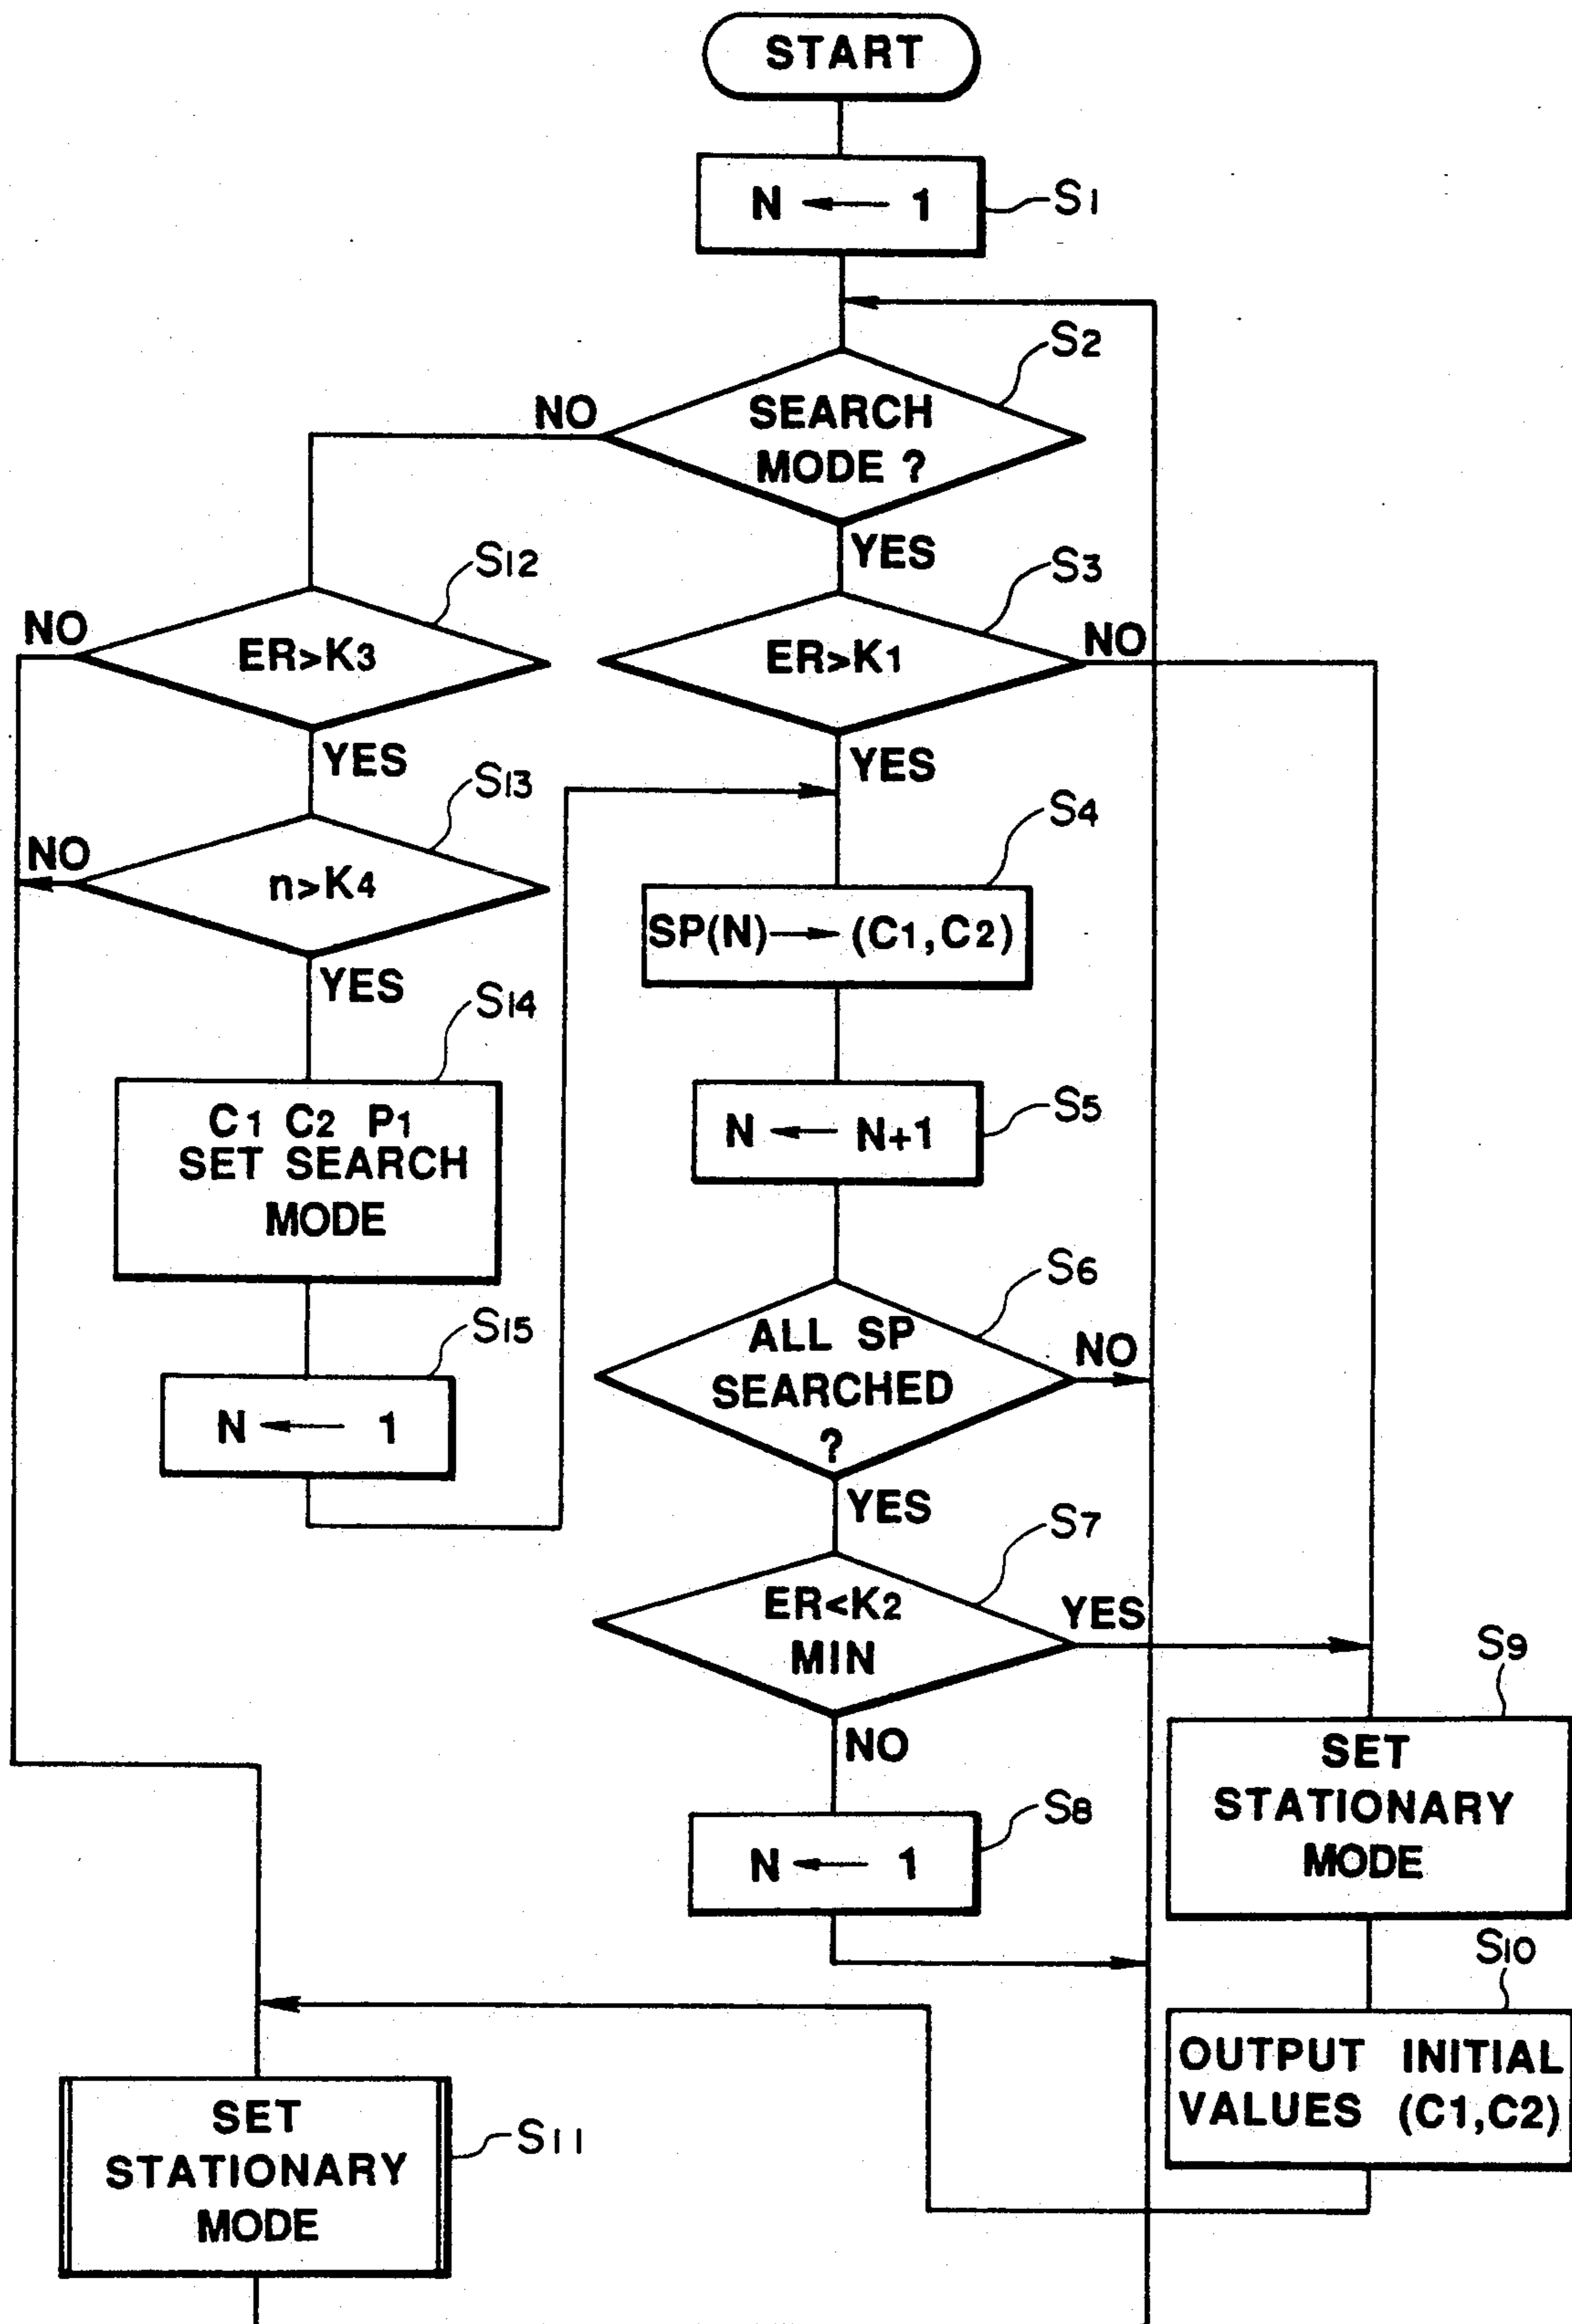 START
N ← 1
S1
S2
NO
SEARCH
MODE ?
YES
S12
S3
NO
ER>K3
ER>K1
NO
YES
YES
S13
S4
NO
n>K4
SP(N)→(C1,C2)
YES
S14
C1 C2 P1
SET SEARCH
MODE
N ← N+1
S5
S6
S15
ALL SP
SEARCHED
?
NO
N ← 1
YES
S7
ER<K2
MIN
YES
S9
NO
SET
STATIONARY
MODE
S8
N ← 1
S10
OUTPUT INITIAL
VALUES (C1,C2)
SET
STATIONARY
MODE
S11